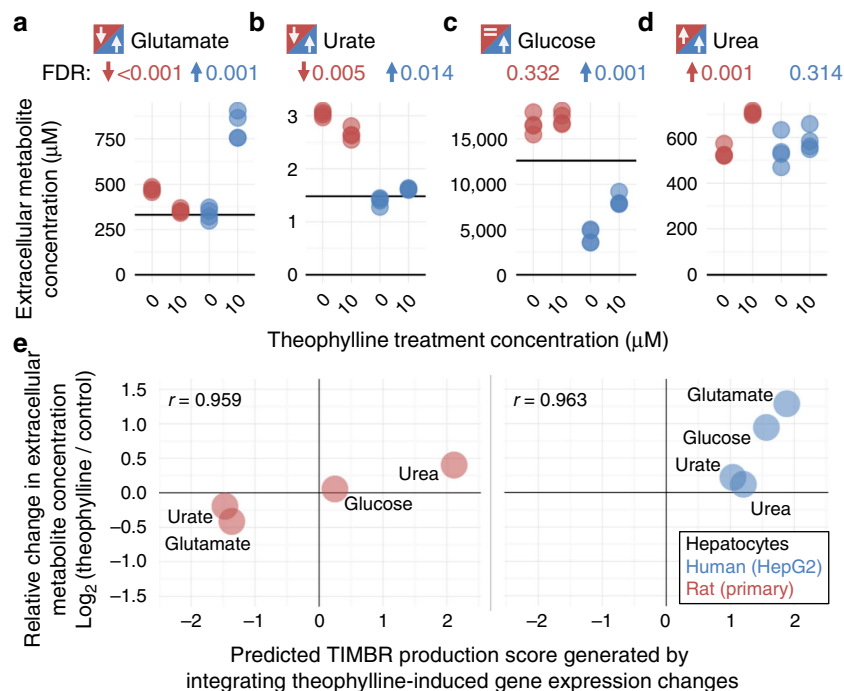 a Glutamate b Urate c Glucose d Urea
FDR: ↓<0.001 ↑0.001 ↓0.005 ↑0.014 0.332 ↑0.001 ↑0.001 0.314
Extracellular metabolite
concentration (μM)
750
500
250
0
0 10 0 10
3
2
1
0
0 10 0 10
15,000
10,000
5,000
0
0 10 0 10
600
400
200
0
0 10 0 10
Theophylline treatment concentration (μM)
e
Relative change in extracellular
metabolite concentration
Log2 (theophylline / control)
1.5
1.0
0.5
0.0
−0.5
−1.0
−1.5
r = 0.959
Urea
Glucose
Urate
Glutamate
−2 −1 0 1 2
r = 0.963
Glutamate
Glucose
Urate
Urea
Hepatocytes
Human (HepG2)
Rat (primary)
−2 −1 0 1 2
Predicted TIMBR production score generated by
integrating theophylline-induced gene expression changes